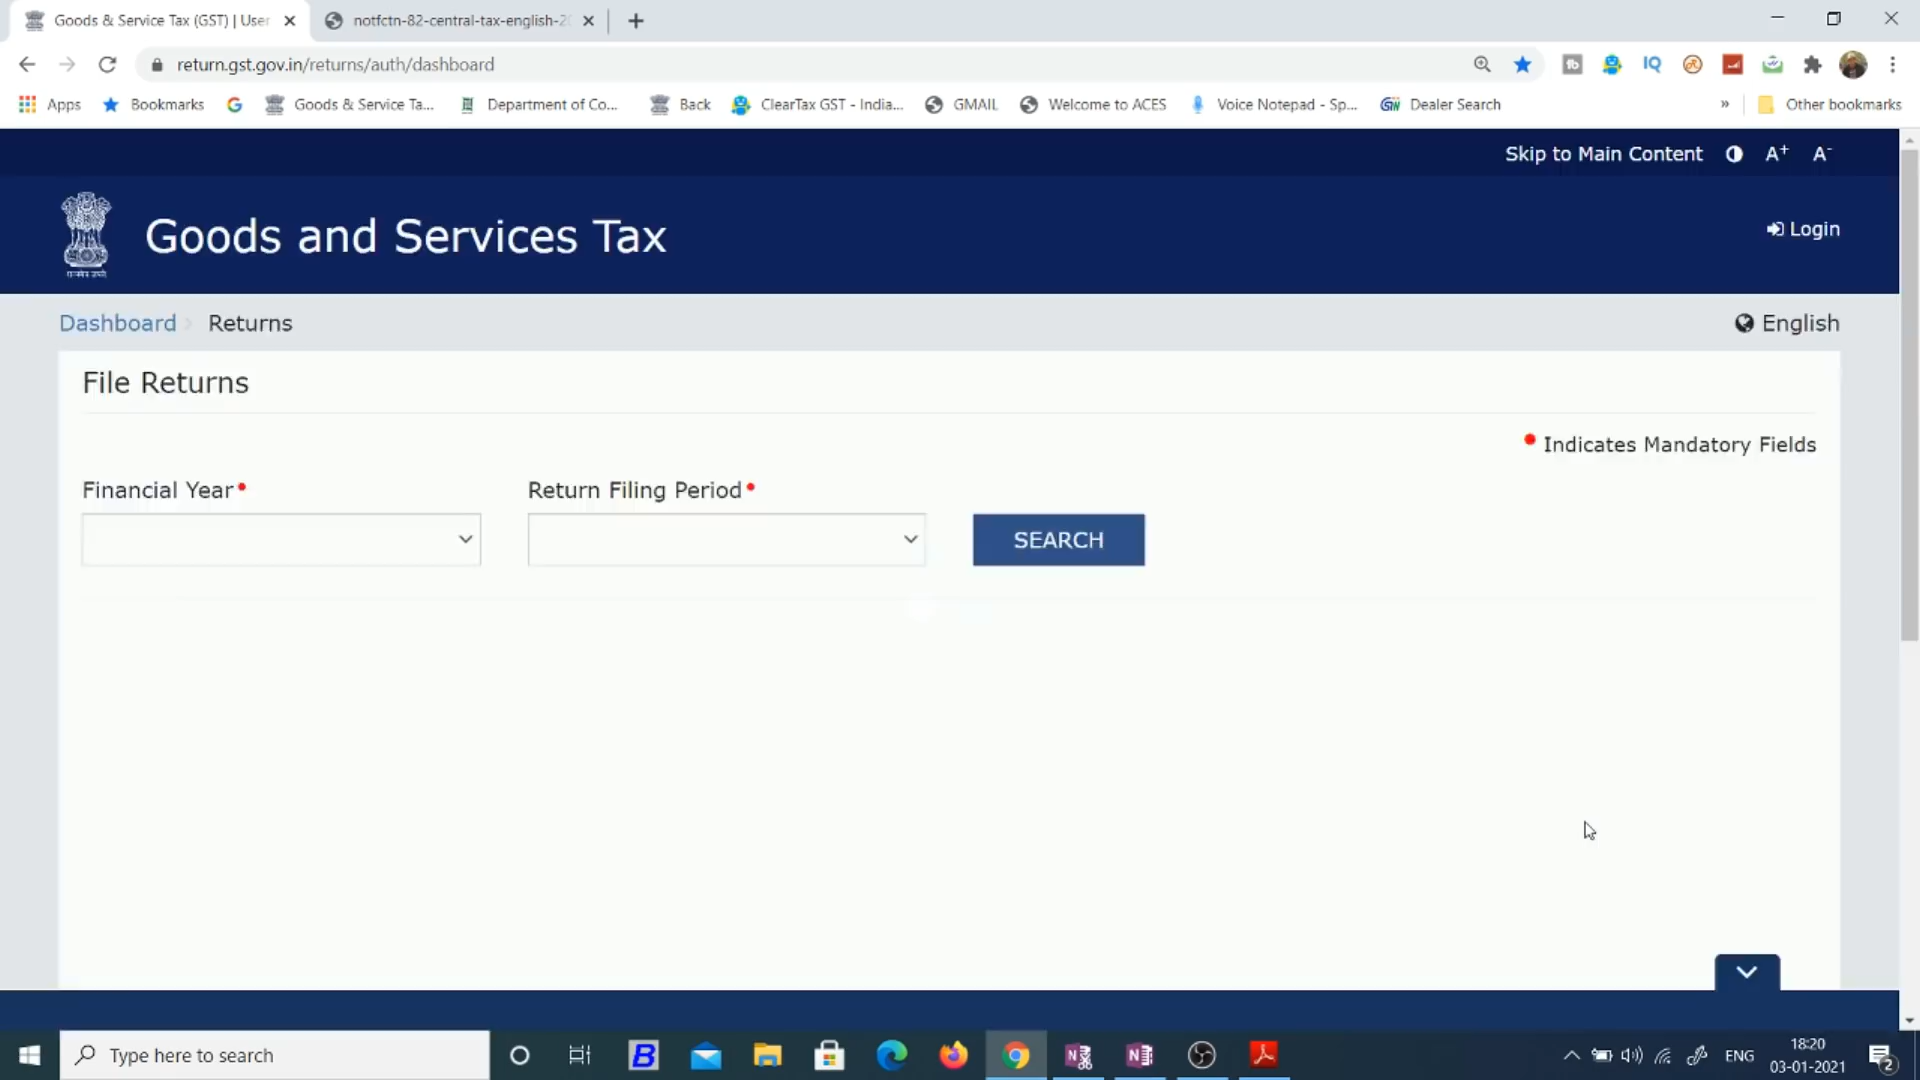 Goods & Service Tax (GST) | User
notfctn-82-central-tax-english-20
return.gst.gov.in/returns/auth/dashboard
Apps
Bookmarks
Goods & Service Ta...
Department of Co...
Back
ClearTax GST - India...
GMAIL
Welcome to ACES
Voice Notepad - Sp...
Dealer Search
»
Other bookmarks
Skip to Main Content
A+
A-
Goods and Services Tax
Login
Dashboard
Returns
English
File Returns
• Indicates Mandatory Fields
Financial Year•
Return Filing Period•
SEARCH
Type here to search
ENG
18:20
03-01-2021
2